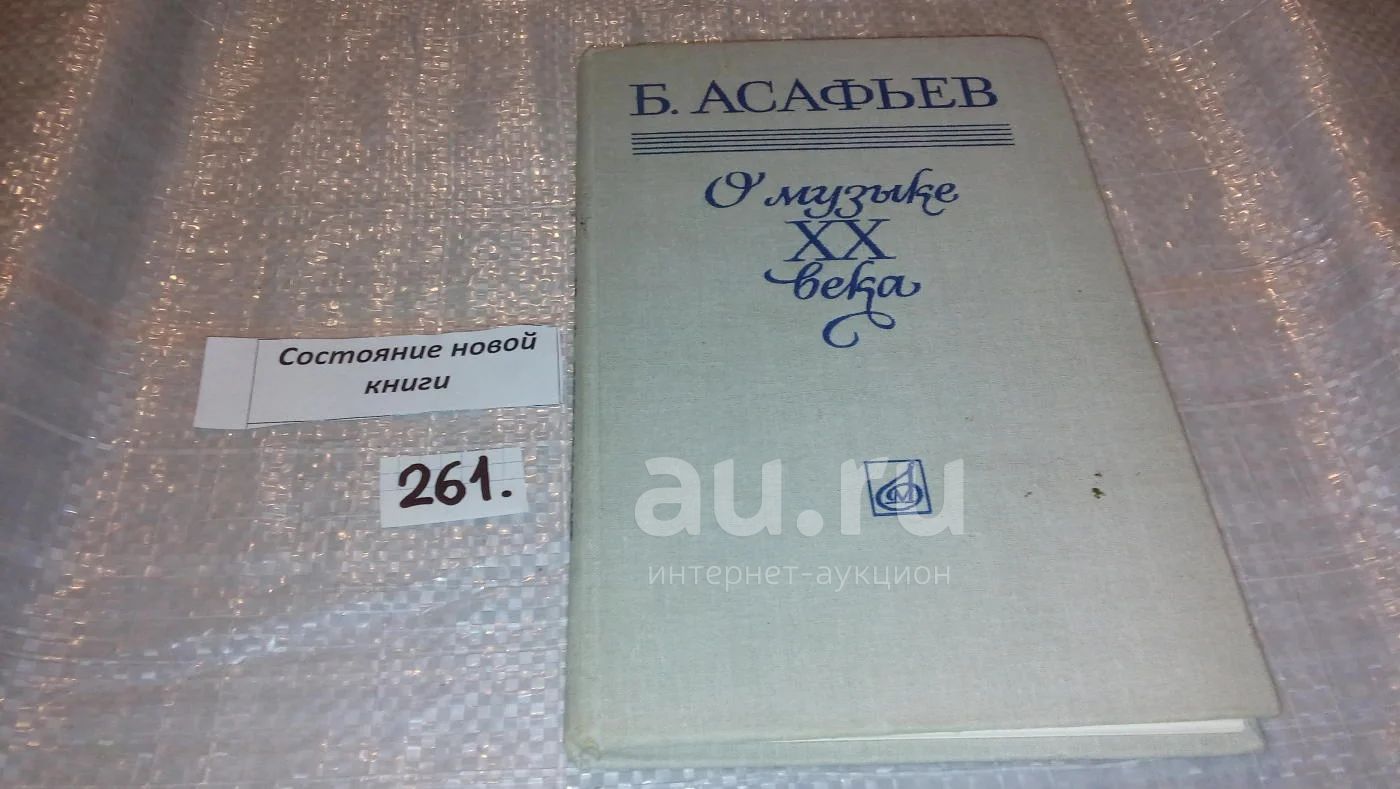 Б. АСАФЬЕВ
О музыке
XX
века
Состояние новой
книги
261.
au.ru
интернет-аукцион